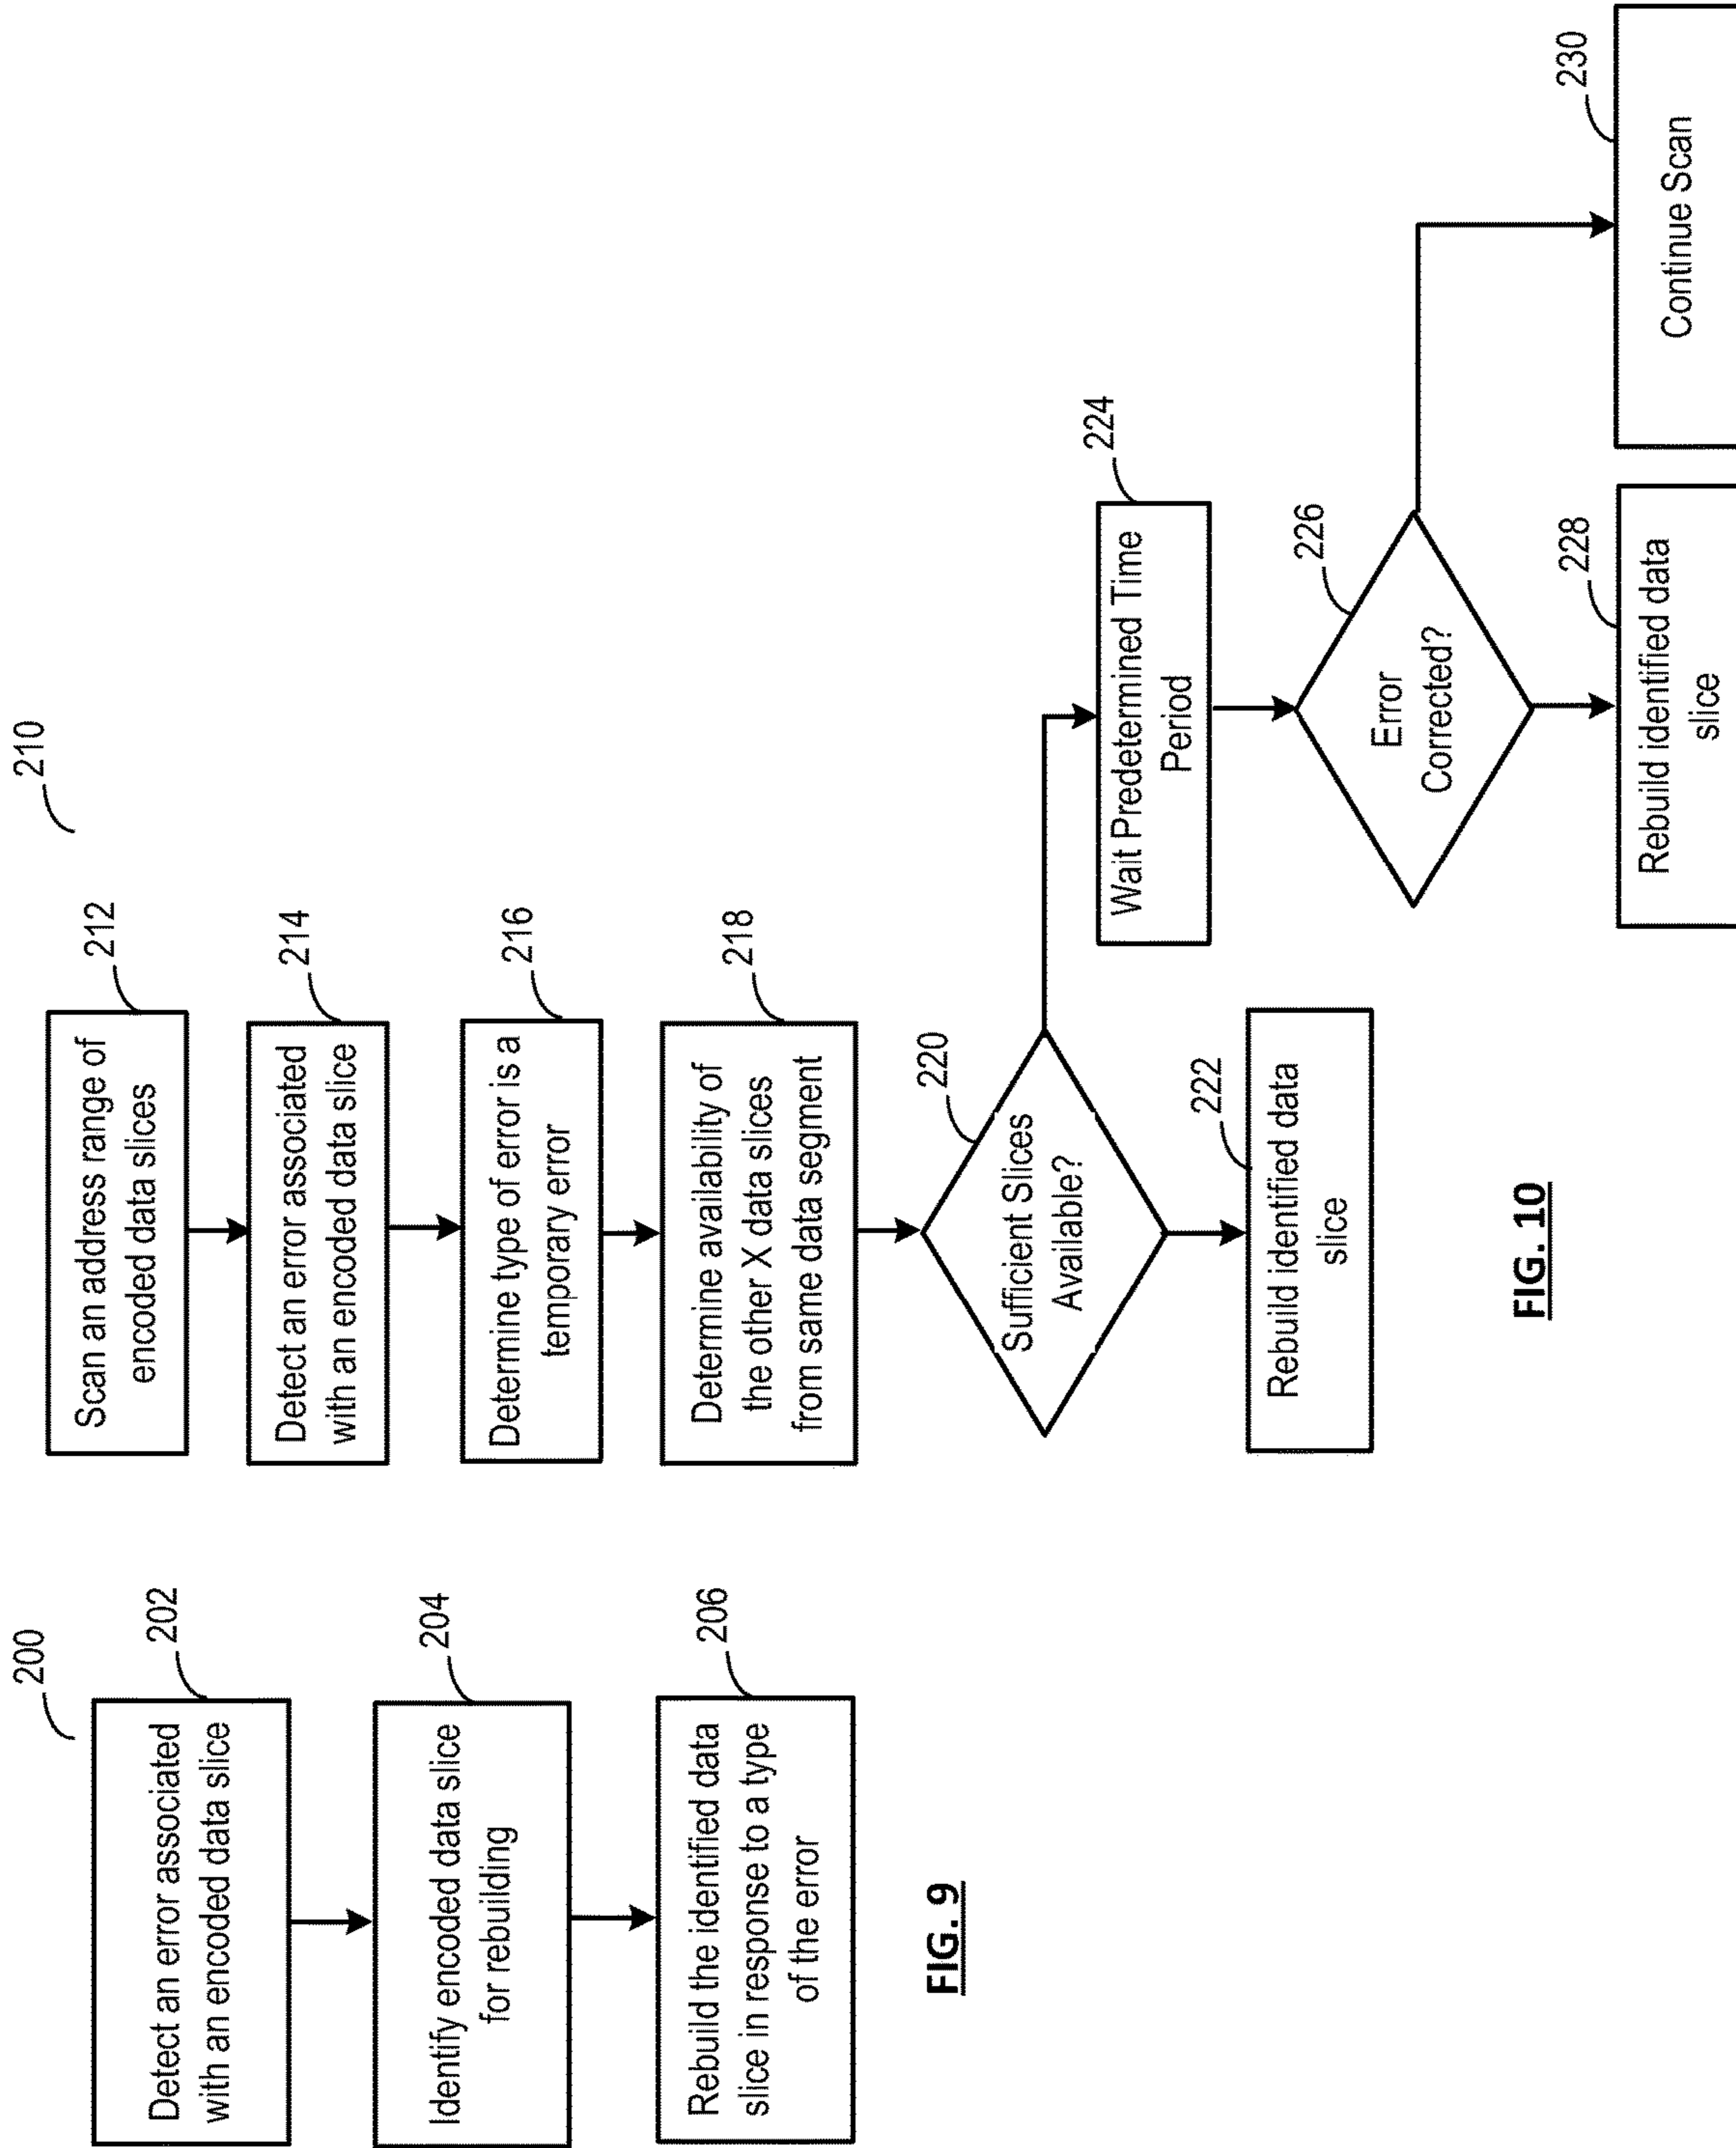 200
202
Detect an error associated
with an encoded data slice
204
Identify encoded data slice
for rebuilding
206
Rebuild the identified data
slice in response to a type
of the error
FIG. 9
210
212
Scan an address range of
encoded data slices
214
Detect an error associated
with an encoded data slice
216
Determine type of error is a
temporary error
218
Determine availability of
the other X data slices
from same data segment
220
Sufficient Slices
Available?
222
Rebuild identified data
slice
224
Wait Predetermined Time
Period
226
Error
Corrected?
228
Rebuild identified data
slice
230
Continue Scan
FIG. 10